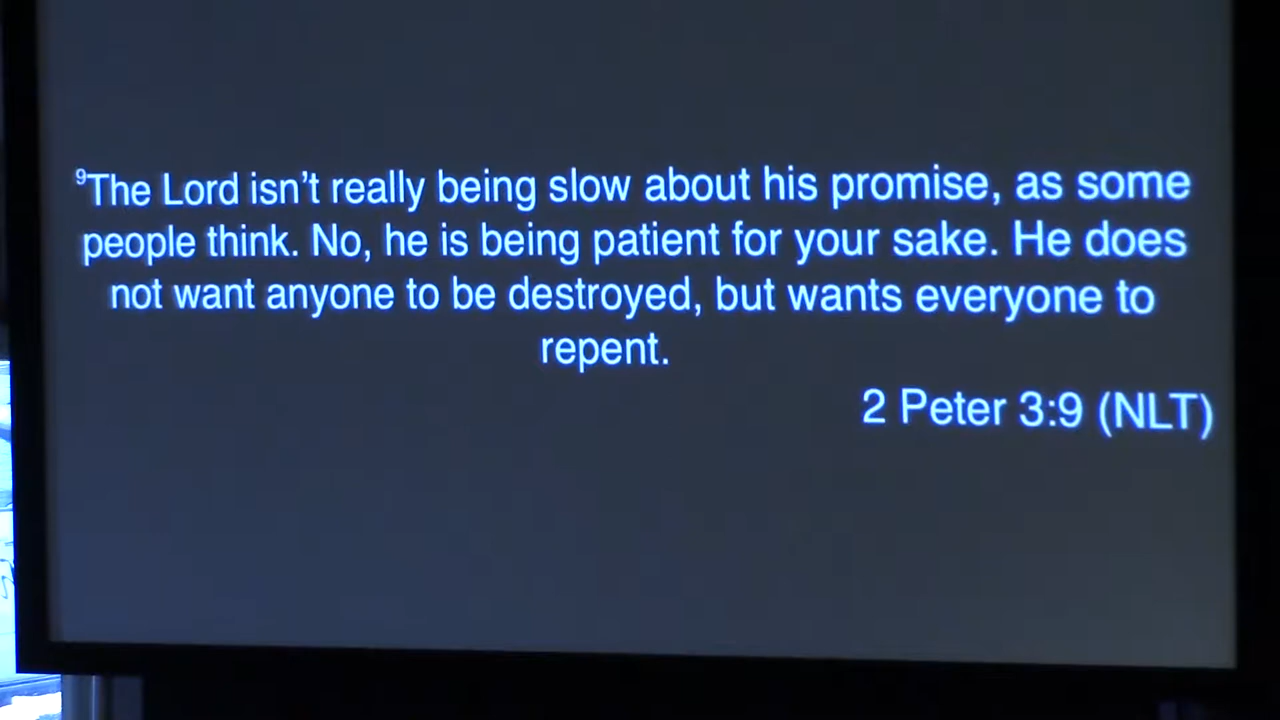 ⁹The Lord isn't really being slow about his promise, as some
people think. No, he is being patient for your sake. He does
not want anyone to be destroyed, but wants everyone to
repent.
2 Peter 3:9 (NLT)